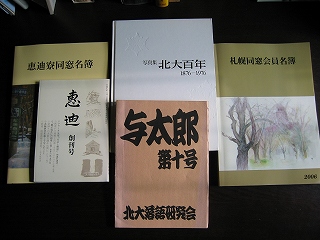 恵迪寮同窓名簿
写真集 北大百年
1876~1976
札幌同窓会員名簿
2006
恵迪
創刊号
与太郎
第十号
北大落語研究会